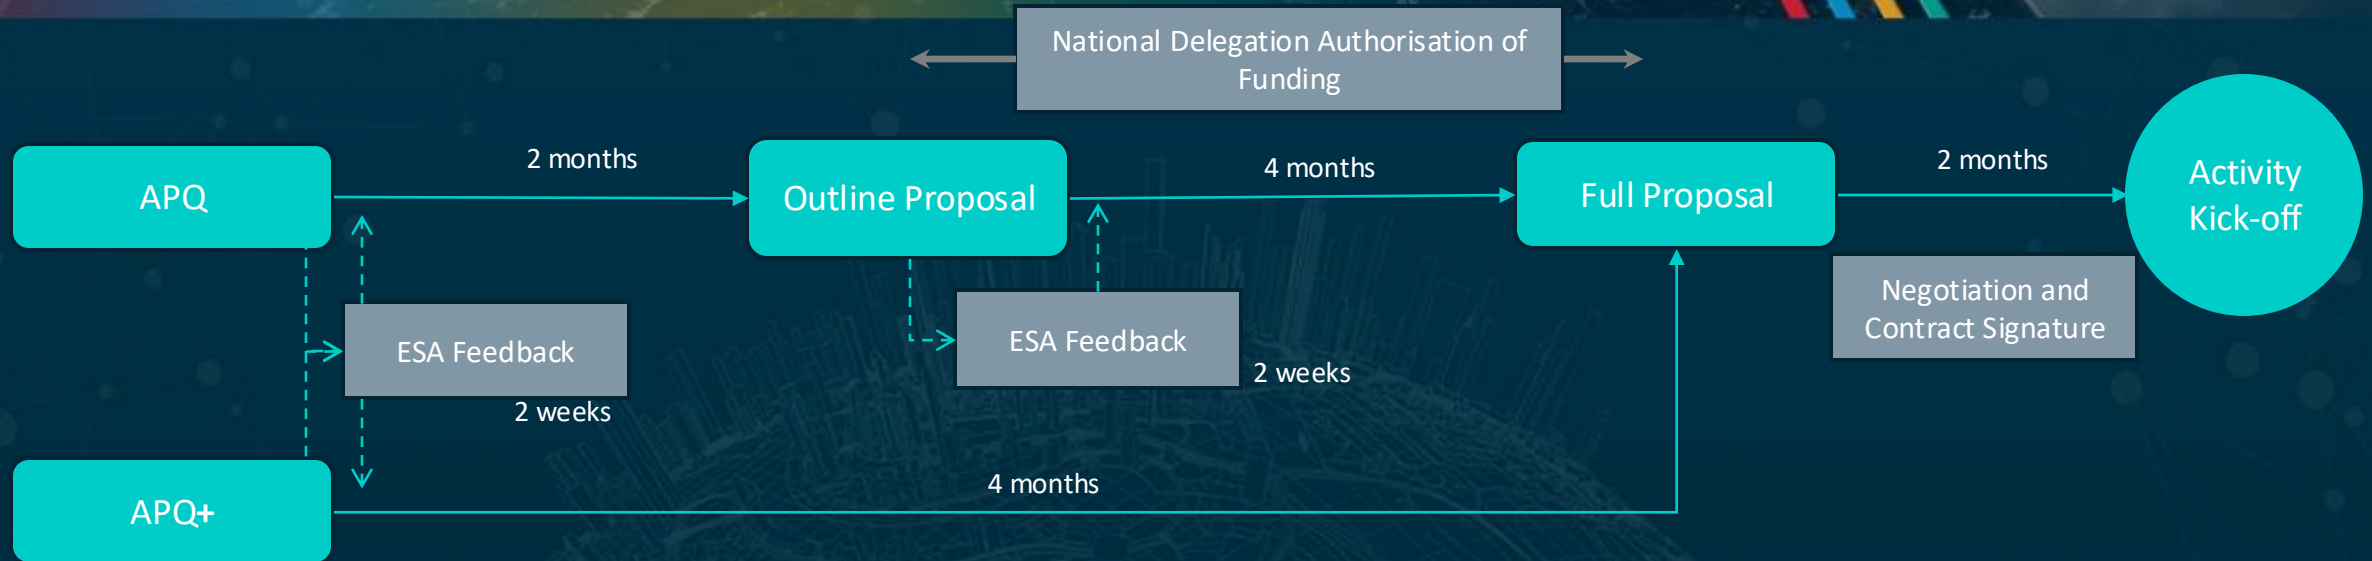 National Delegation Authorisation of
Funding
APQ
2 months
Outline Proposal
4 months
Full Proposal
2 months
Activity
Kick-off
ESA Feedback
2 weeks
ESA Feedback
2 weeks
Negotiation and
Contract Signature
APQ+
4 months